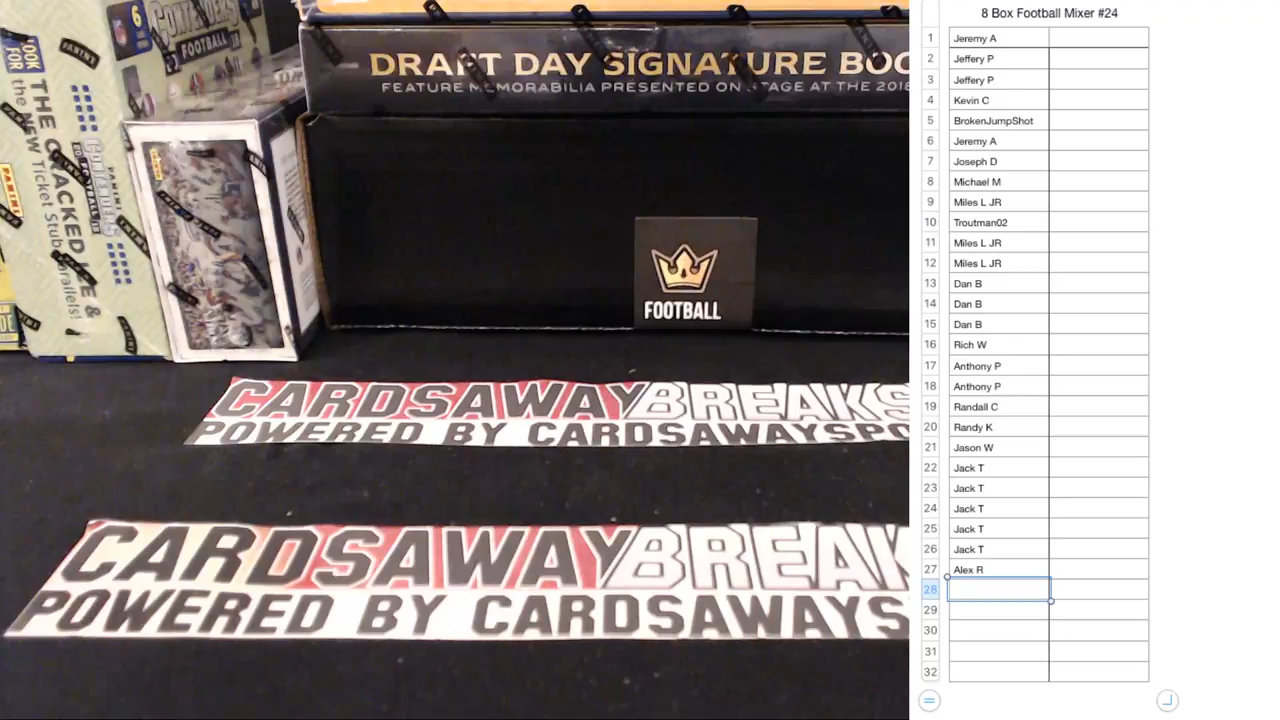 CONTENDERS
FOOTBALL
PANINI
THE CRACKED ICE &
the NEW Ticket Stub Parallels!
PANINI
CONTENDERS
DRAFT DAY SIGNATURE
FEATURE MEMORABILIA PRESENTED ON STAGE AT THE
FOOTBALL
CARDSAWAYBREAKS
POWERED BY CARDSAWAYSPO
CARDSAWAYBREAK
POWERED BY CARDSAWAYS
8 Box Football Mixer #24
1 Jeremy A
2 Jeffery P
3 Jeffery P
4 Kevin C
5 BrokenJumpShot
6 Jeremy A
7 Joseph D
8 Michael M
9 Miles L JR
10 Troutman02
11 Miles L JR
12 Miles L JR
13 Dan B
14 Dan B
15 Dan B
16 Rich W
17 Anthony P
18 Anthony P
19 Randall C
20 Randy K
21 Jason W
22 Jack T
23 Jack T
24 Jack T
25 Jack T
26 Jack T
27 Alex R
28
29
30
31
32